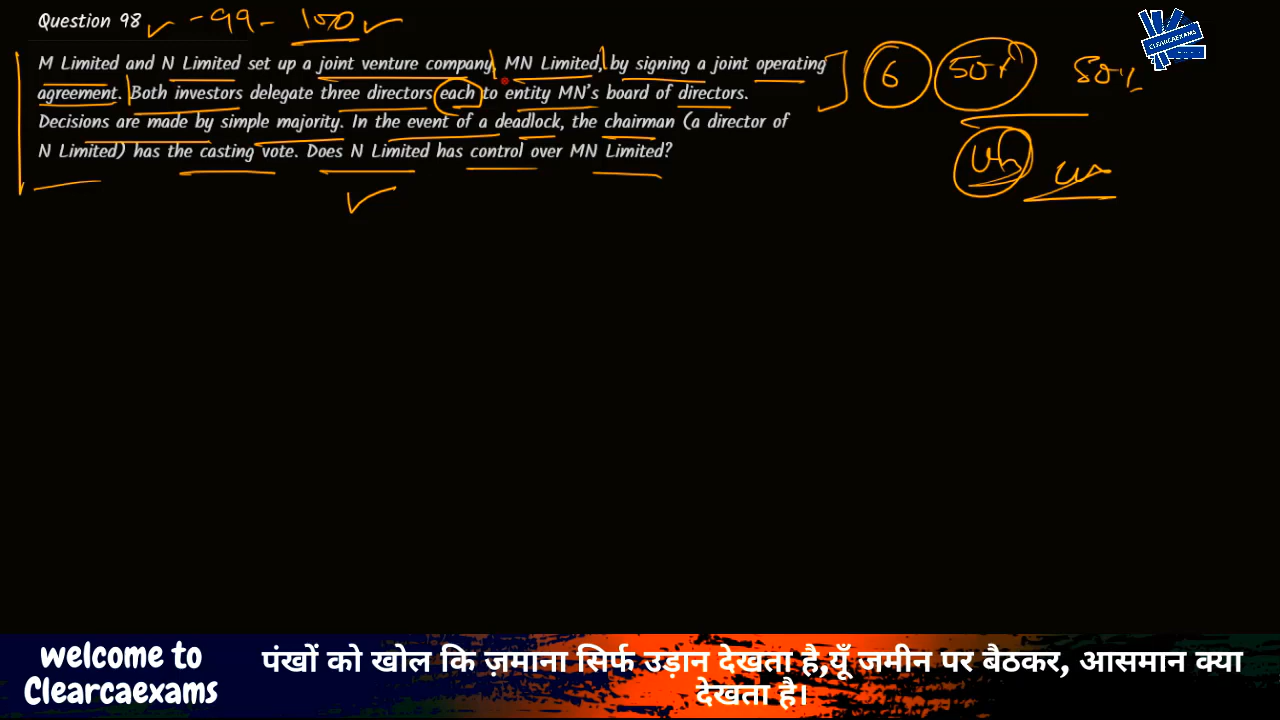 Question 98 - 99 - 100
M Limited and N Limited set up a joint venture company, MN Limited, by signing a joint operating
agreement. Both investors delegate three directors each to entity MN's board of directors.
Decisions are made by simple majority. In the event of a deadlock, the chairman (a director of
N Limited) has the casting vote. Does N Limited has control over MN Limited?
6 50% 50%
CLEARCAEXAMS
welcome to
Clearcaexams
पंखों को खोल कि ज़माना सिर्फ उड़ान देखता है,यूँ जमीन पर बैठकर, आसमान क्या
देखता है।